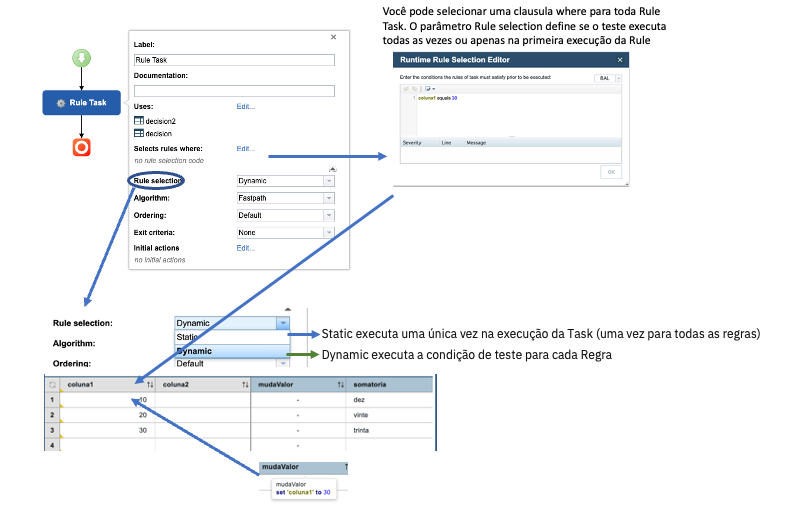 Você pode selecionar uma clausula where para toda Rule
Task. O parâmetro Rule selection define se o teste executa
todas as vezes ou apenas na primeira execução da Rule
Label:
Rule Task
Documentation:
Rule Task
Uses: Edit...
decision2
decision
Selects rules where: Edit...
no rule selection code
Rule selection Dynamic
Algorithm: Fastpath
Ordering: Default
Exit criteria: None
Initial actions Edit...
no initial actions
Runtime Rule Selection Editor
Enter the conditions the rules of task must satisfy prior to be executed:
BAL
1 coluna1 equals 30
Severity Line Message
OK
Rule selection: Dynamic
Static
Algorithm:
Dynamic
Ordering: Default
Static executa uma única vez na execução da Task (uma vez para todas as regras)
Dynamic executa a condição de teste para cada Regra
coluna1 coluna2 mudaValor somatoria
1 10 - dez
2 20 - vinte
3 30 - trinta
4 -
mudaValor
mudaValor
set 'coluna1' to 30